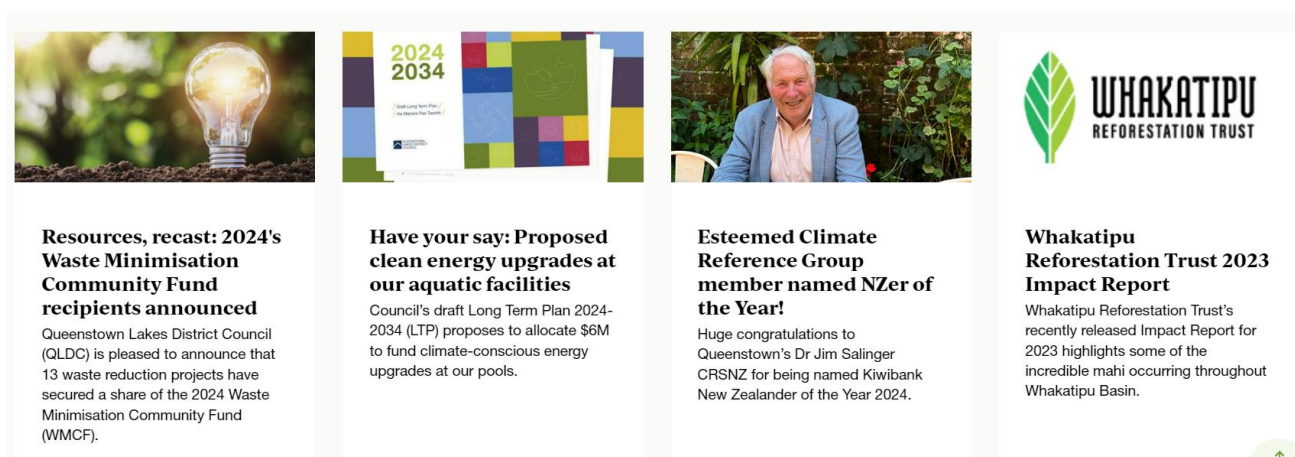 2024
2034
Draft Long Term Plan
QUEENSTOWN
LAKES DISTRICT
COUNCIL
WHAKATIPU
REFORESTATION TRUST
Resources, recast: 2024's
Waste Minimisation
Community Fund
recipients announced
Queenstown Lakes District Council
(QLDC) is pleased to announce that
13 waste reduction projects have
secured a share of the 2024 Waste
Minimisation Community Fund
(WMCF).
Have your say: Proposed
clean energy upgrades at
our aquatic facilities
Council's draft Long Term Plan 2024-
2034 (LTP) proposes to allocate $6M
to fund climate-conscious energy
upgrades at our pools.
Esteemed Climate
Reference Group
member named NZer of
the Year!
Huge congratulations to
Queenstown's Dr Jim Salinger
CRSNZ for being named Kiwibank
New Zealander of the Year 2024.
Whakatipu
Reforestation Trust 2023
Impact Report
Whakatipu Reforestation Trust's
recently released Impact Report for
2023 highlights some of the
incredible mahi occurring throughout
Whakatipu Basin.